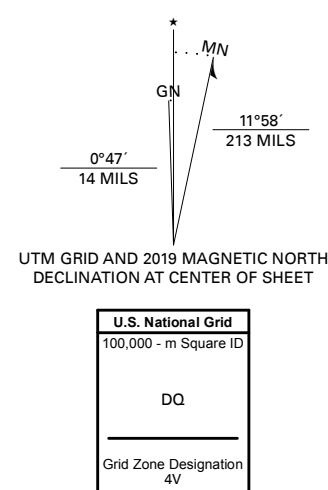 ★
MN
GN
11°58´
213 MILS
0°47´
14 MILS
UTM GRID AND 2019 MAGNETIC NORTH
DECLINATION AT CENTER OF SHEET
U.S. National Grid
100,000 - m Square ID
DQ
Grid Zone Designation
4V